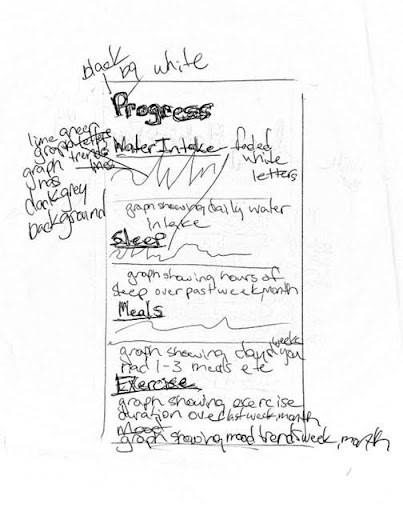 black
bg white
Progress
lime green
graph letters
graph trends
lines
dark grey
background
Water Intake
faded
white
letters
graph showing daily water
intake
Sleep
graph showing hours of
sleep over past week, month
Meals
graph showing days you
had 1-3 meals etc
Exercise
graph showing exercise
duration over last week, month
Mood
graph showing mood trends week, month